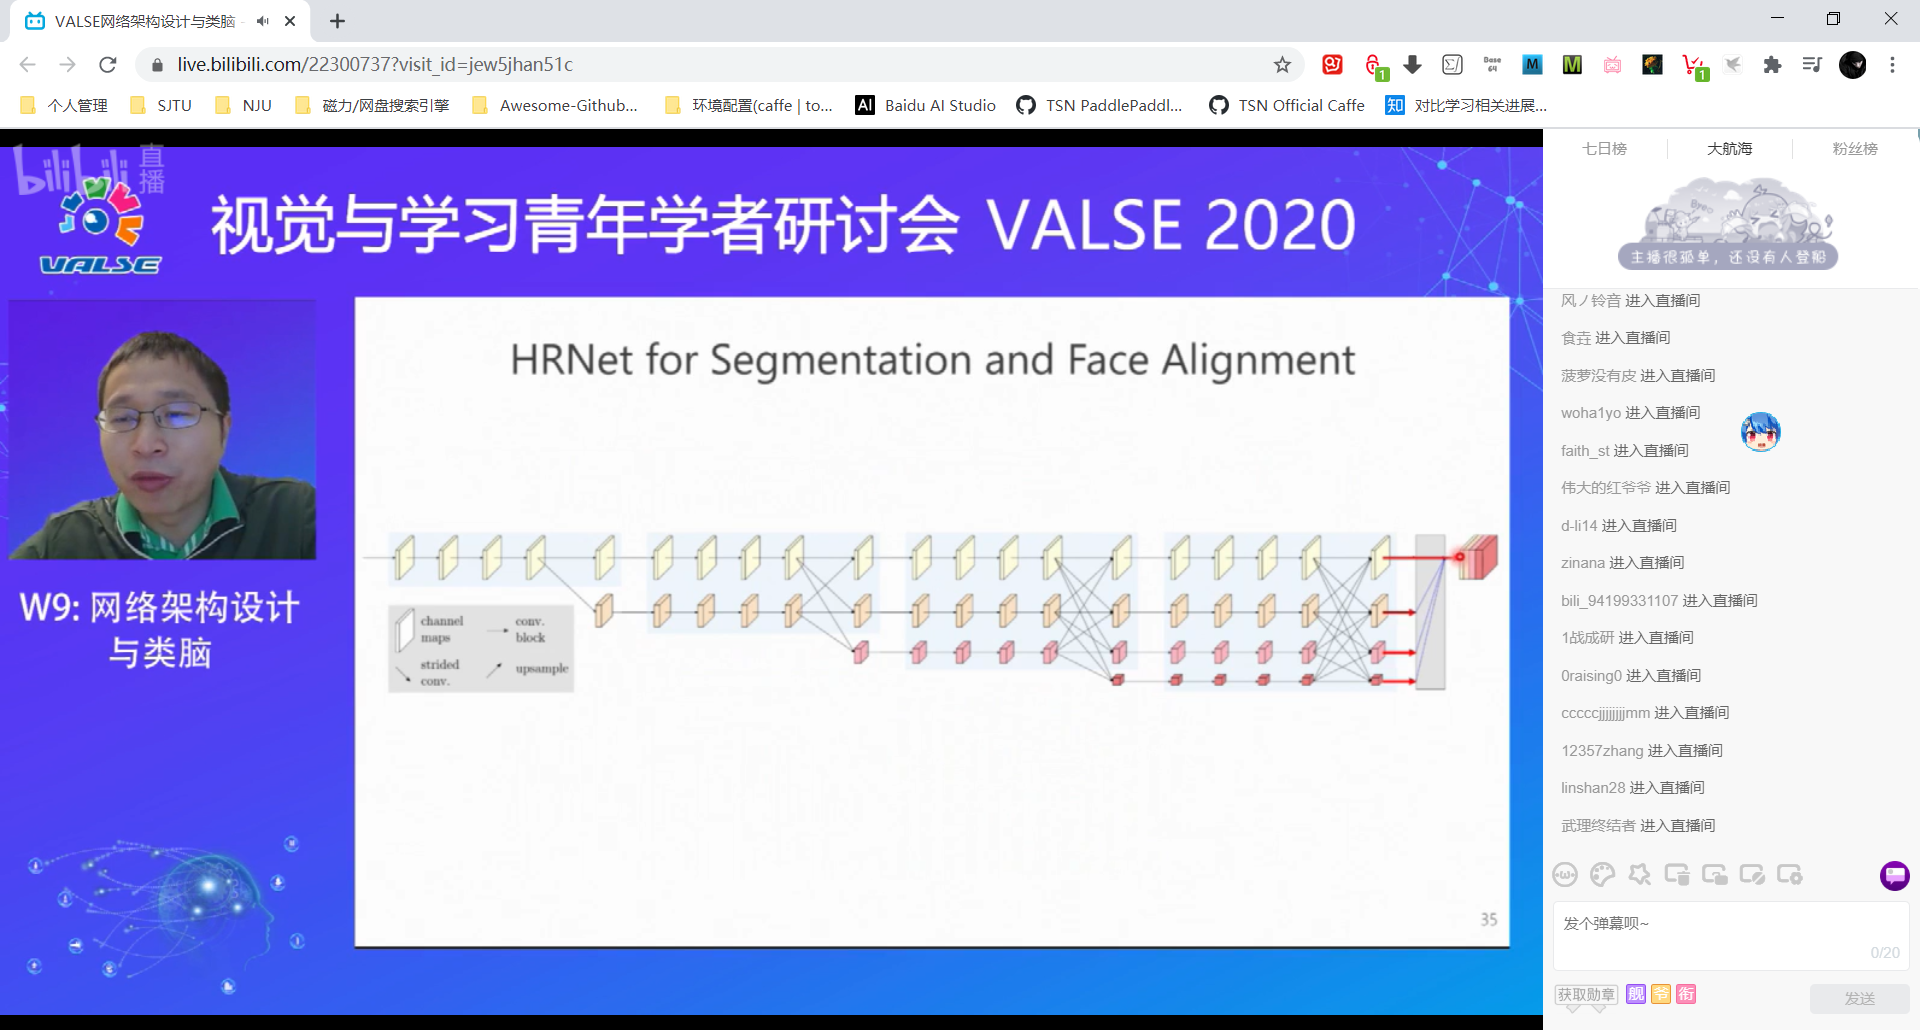 VALSE网络架构设计与类脑
live.bilibili.com/22300737?visit_id=jew5jhan51c
1
Base
64
M
M
1
个人管理
SJTU
NJU
磁力/网盘搜索引擎
Awesome-Github...
环境配置(caffe | to...
AI Baidu AI Studio
TSN PaddlePaddl...
TSN Official Caffe
知 对比学习相关进展...
bilibili 直播
VALSE
视觉与学习青年学者研讨会 VALSE 2020
HRNet for Segmentation and Face Alignment
channel maps
conv. block
strided conv.
upsample
35
W9: 网络架构设计
与类脑
七日榜
大航海
粉丝榜
主播很孤单，还没有人登船
风ノ铃音 进入直播间
食垚 进入直播间
菠萝没有皮 进入直播间
woha1yo 进入直播间
faith_st 进入直播间
伟大的红爷爷 进入直播间
d-li14 进入直播间
zinana 进入直播间
bili_94199331107 进入直播间
1战成研 进入直播间
0raising0 进入直播间
cccccjjjjjjjjmm 进入直播间
12357zhang 进入直播间
linshan28 进入直播间
武理终结者 进入直播间
发个弹幕呗~
0/20
获取勋章
舰
爷
衔
发送